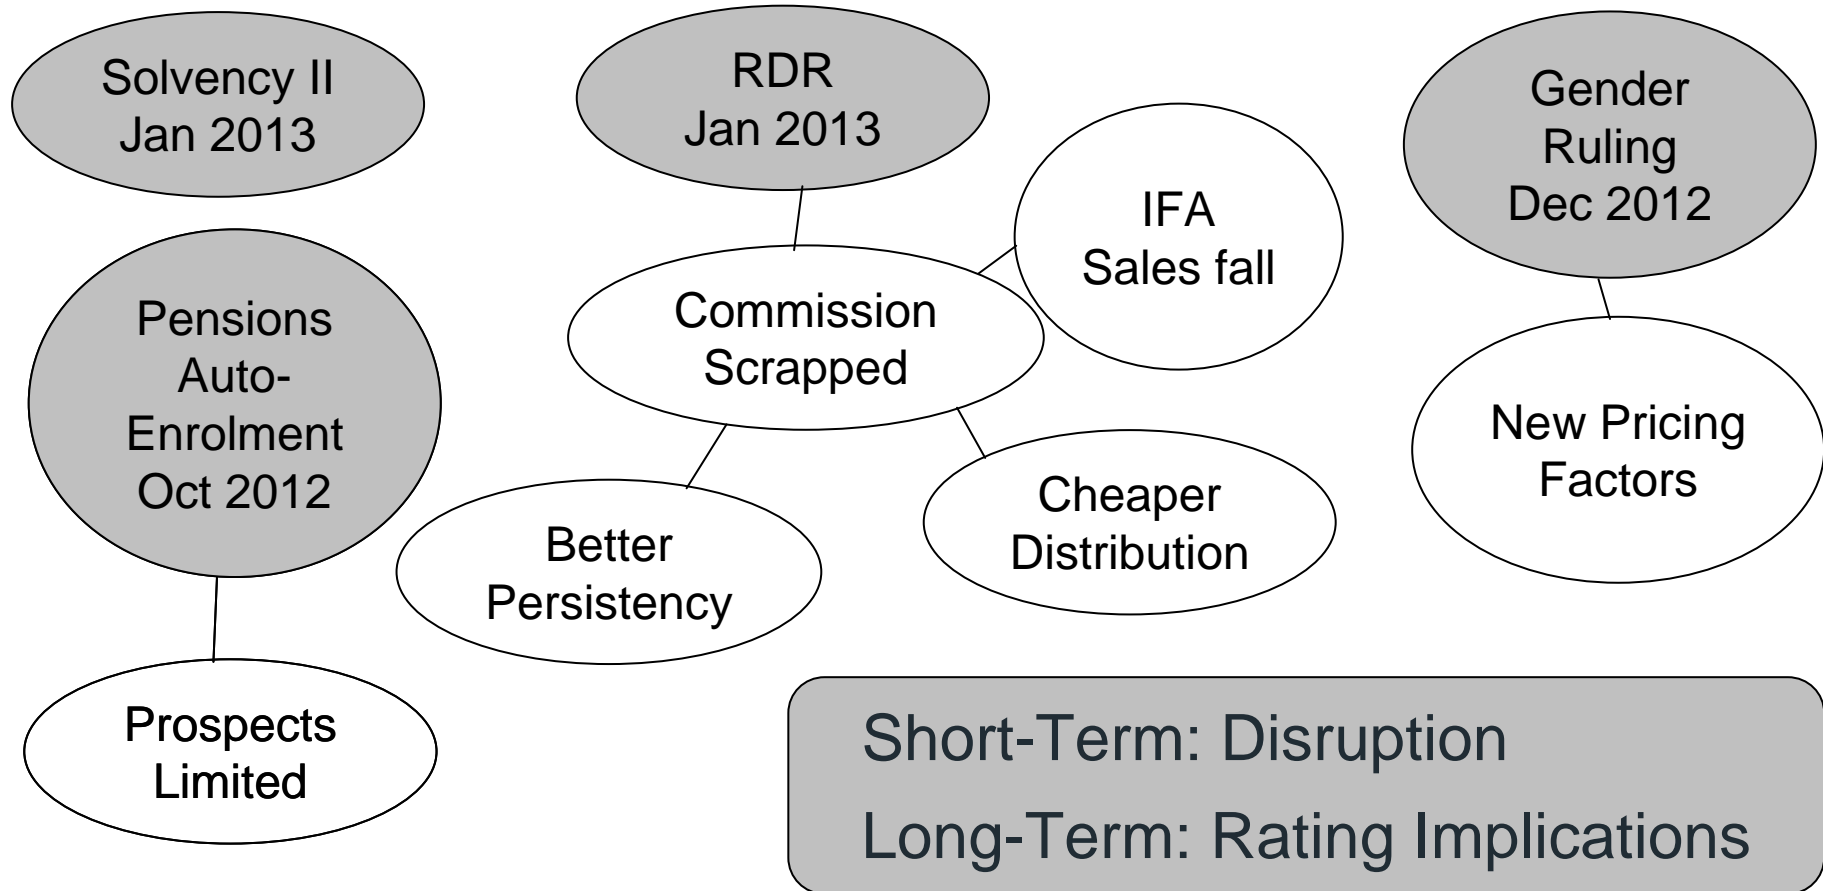 Solvency II
Jan 2013
RDR
Jan 2013
Gender
Ruling
Dec 2012
IFA
Sales fall
Commission
Scrapped
Pensions
Auto-
Enrolment
Oct 2012
New Pricing
Factors
Cheaper
Distribution
Better
Persistency
Prospects
Limited
Short-Term: Disruption
Long-Term: Rating Implications